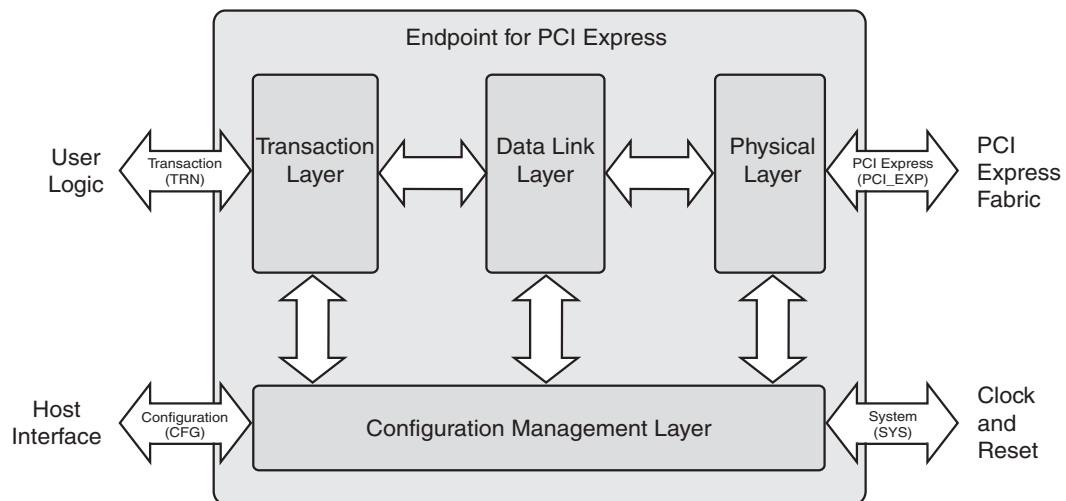 Endpoint for PCI Express
User
Logic
Transaction
(TRN)
Transaction
Layer
Data Link
Layer
Physical
Layer
PCI Express
(PCI_EXP)
PCI
Express
Fabric
Host
Interface
Configuration
(CFG)
Configuration Management Layer
System
(SYS)
Clock
and
Reset